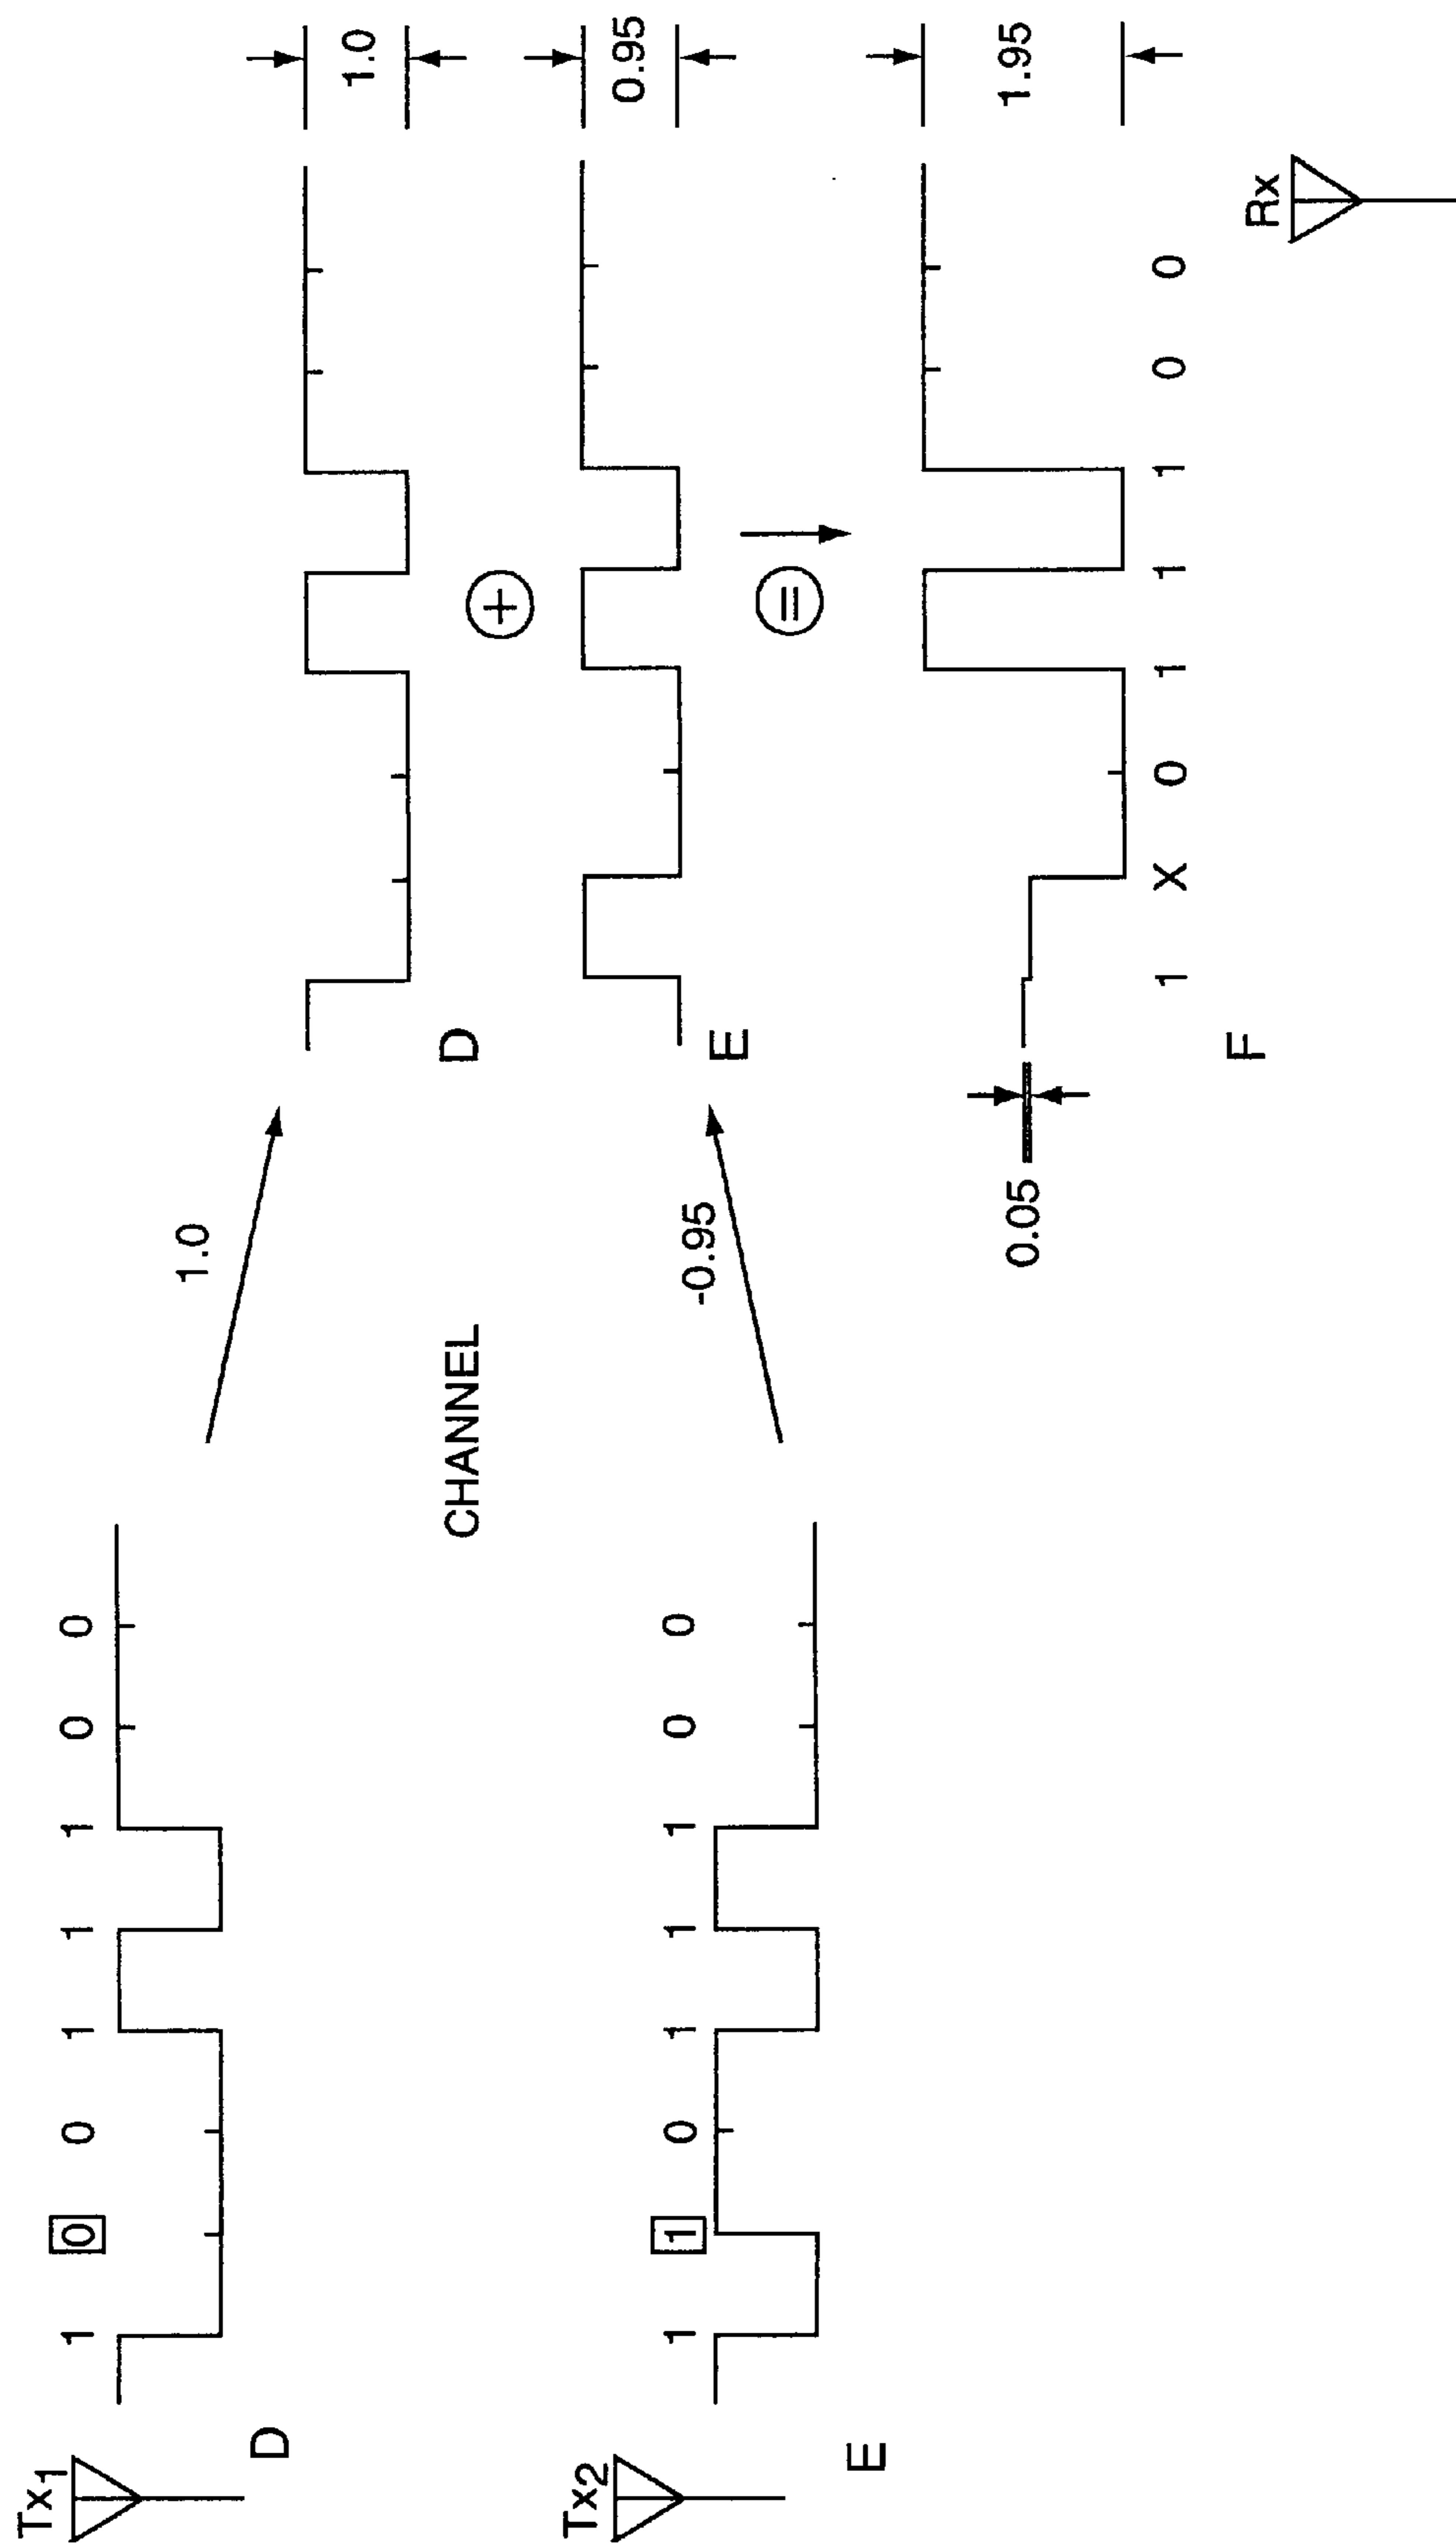 Tx1
1 0 0 1 1 1 0 0
D
1.0
1.0
D
CHANNEL
+
Tx2
1 1 0 1 1 1 0 0
E
-0.95
0.95
E
=
0.05
1.95
1 X 0 1 1 1 0 0
F
Rx